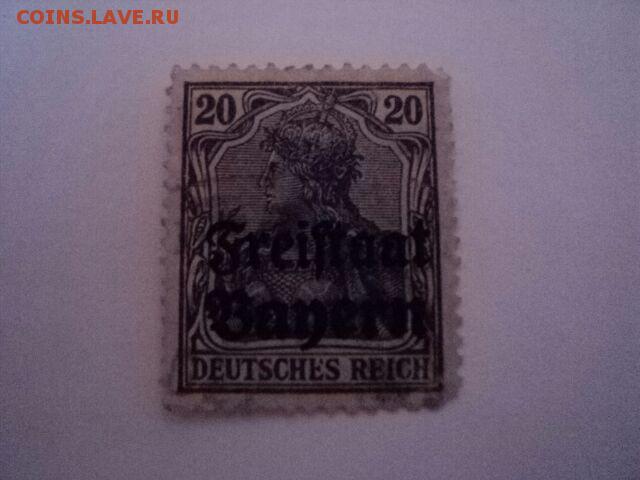 COINS.LAVE.RU
20 20
Freistaat
Bayern
DEUTSCHES REICH